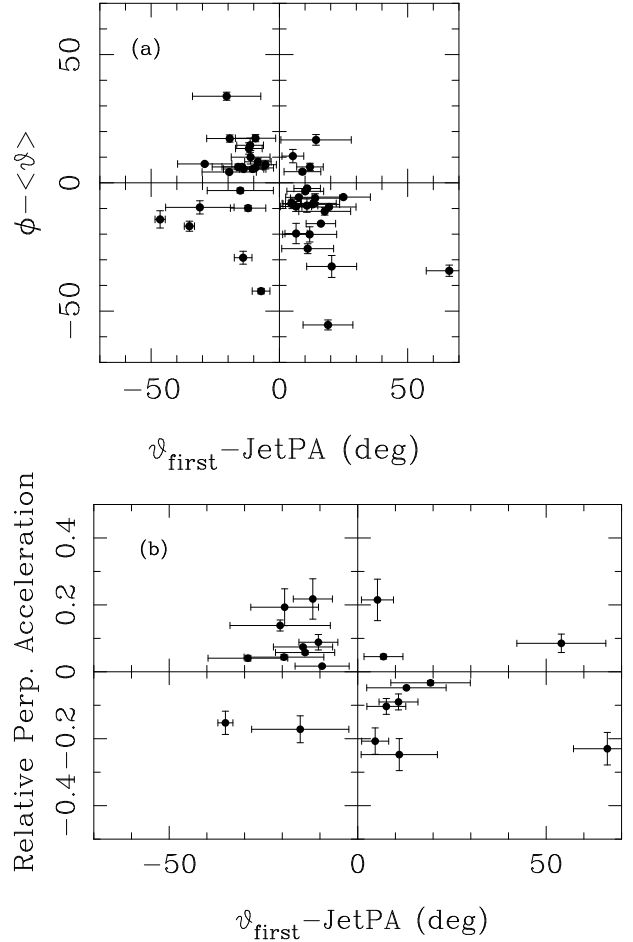 (a)
50
0
−50
ϕ−<ϑ>
−50 0 50
ϑfirst−JetPA (deg)
(b)
0.4
0.2
0
−0.2
−0.4
Relative Perp. Acceleration
−50 0 50
ϑfirst−JetPA (deg)